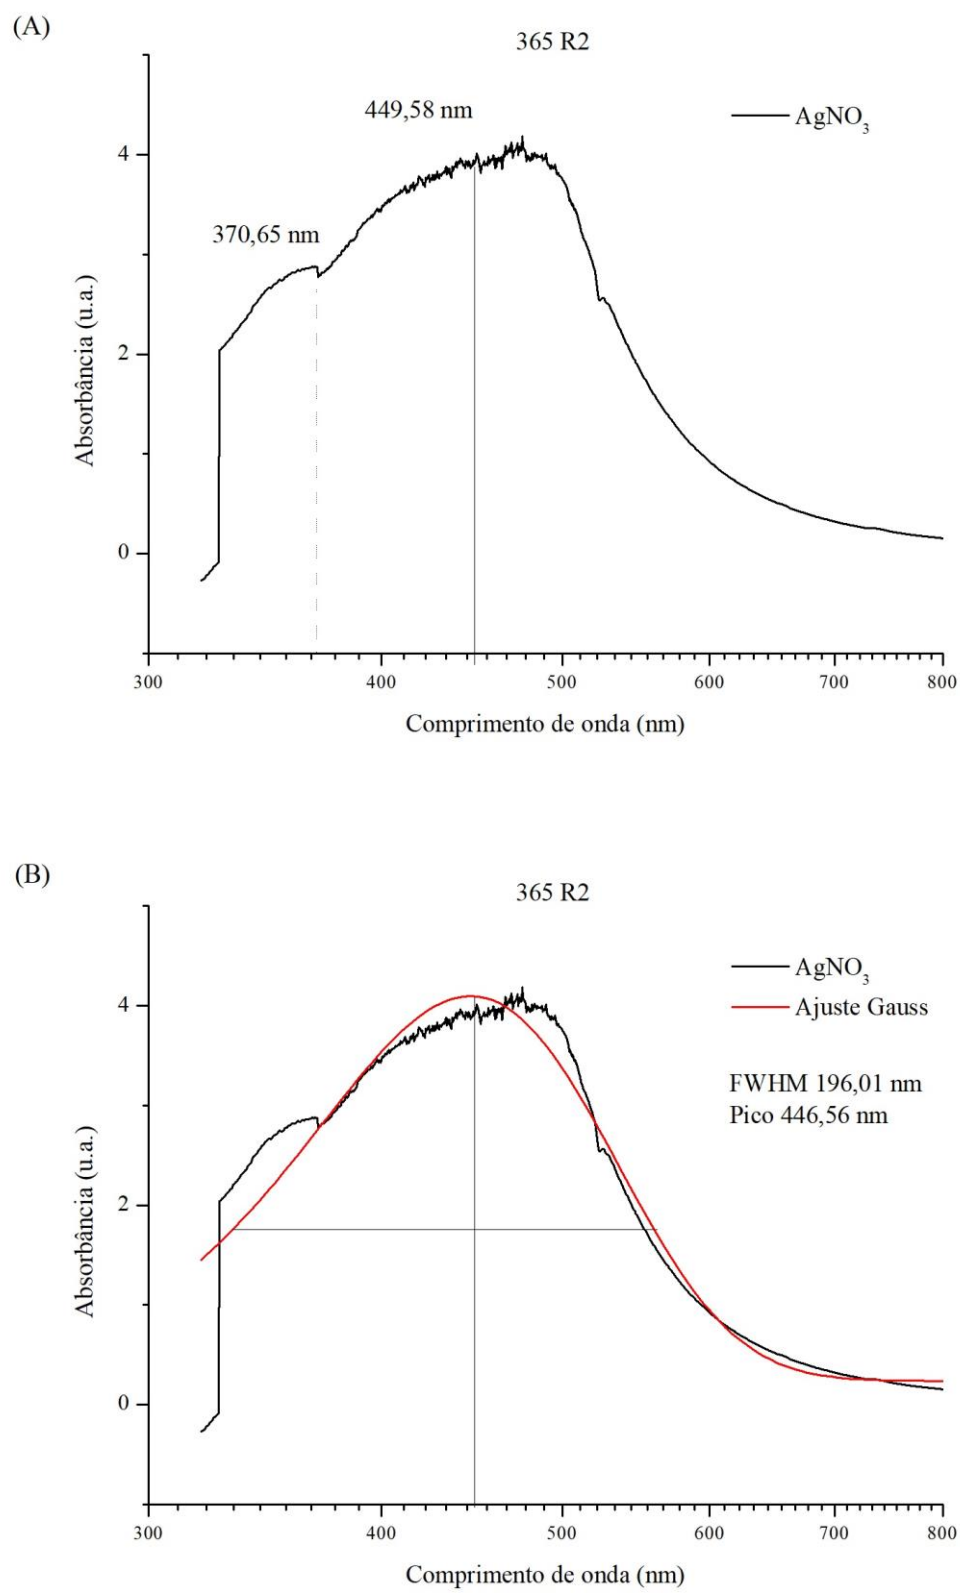 (A)
365 R2
449,58 nm
AgNO₃
370,65 nm
Absorbância (u.a.)
4
2
0
300 400 500 600 700 800
Comprimento de onda (nm)
(B)
365 R2
AgNO₃
Ajuste Gauss
FWHM 196,01 nm
Pico 446,56 nm
Absorbância (u.a.)
4
2
0
300 400 500 600 700 800
Comprimento de onda (nm)